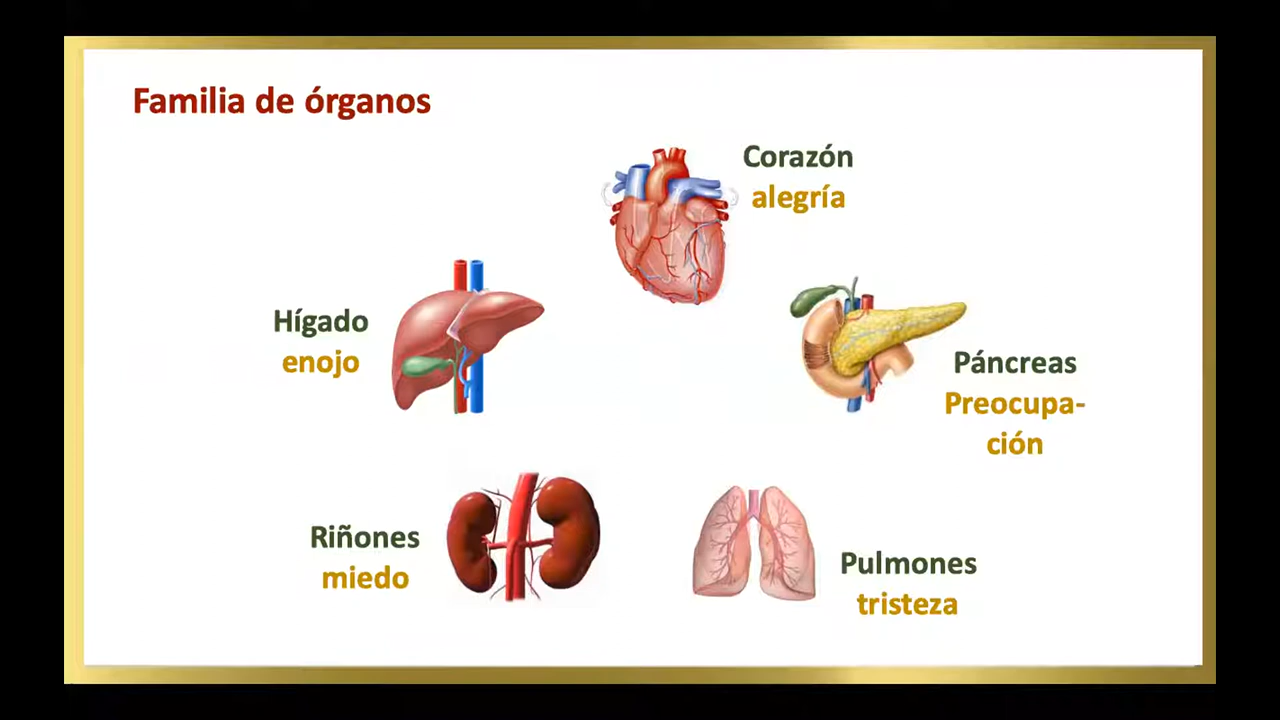 Familia de órganos
Corazón
alegría
Hígado
enojo
Páncreas
Preocupa-
ción
Riñones
miedo
Pulmones
tristeza